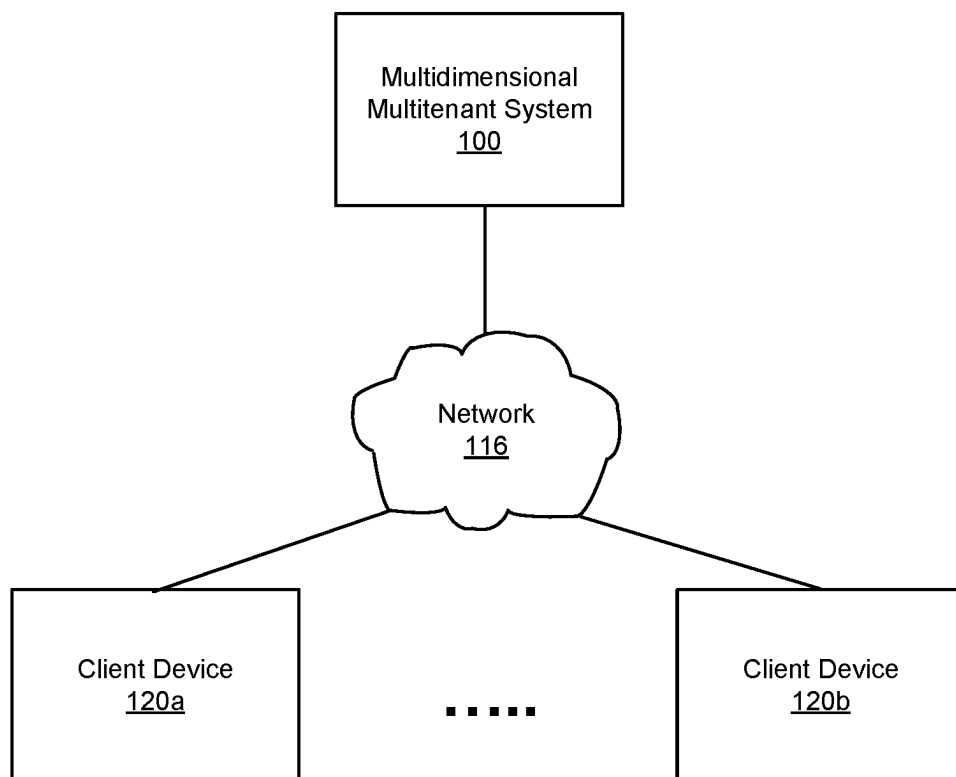 Multidimensional
Multitenant System
100
Network
116
Client Device
120a
Client Device
120b